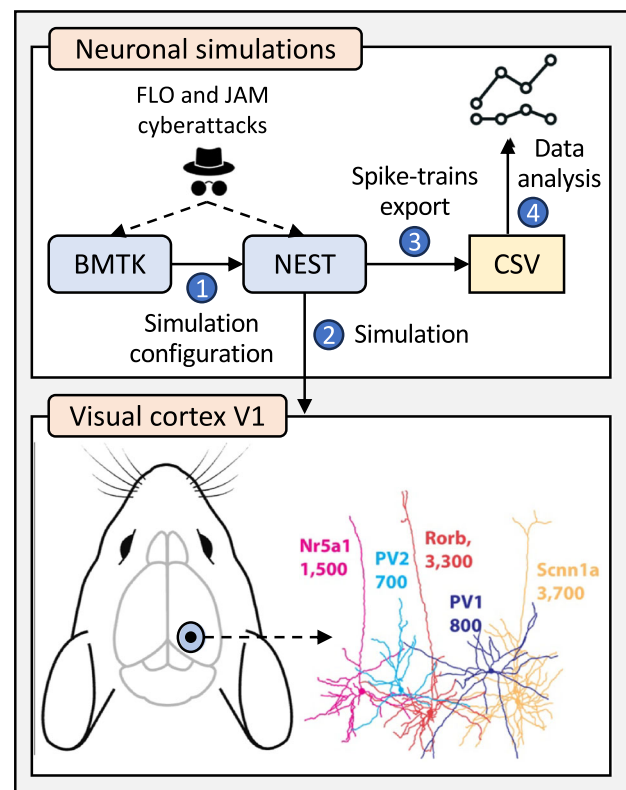 Neuronal simulations
FLO and JAM
cyberattacks
Data
analysis
Spike-trains
export
4
3
BMTK
NEST
CSV
1
Simulation
configuration
2
Simulation
Visual cortex V1
Nr5a1
1,500
PV2
700
Rorb,
3,300
PV1
800
Scnn1a
3,700